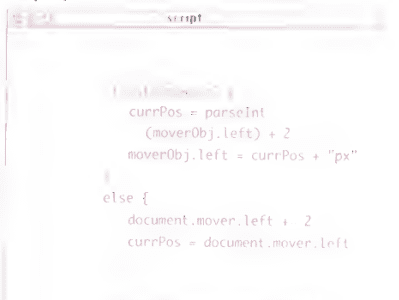 script
currPos = parseInt
(moverObj.left) + 2
moverObj.left = currPos + "px"
else {
document.mover.left + 2
currPos = document.mover.left